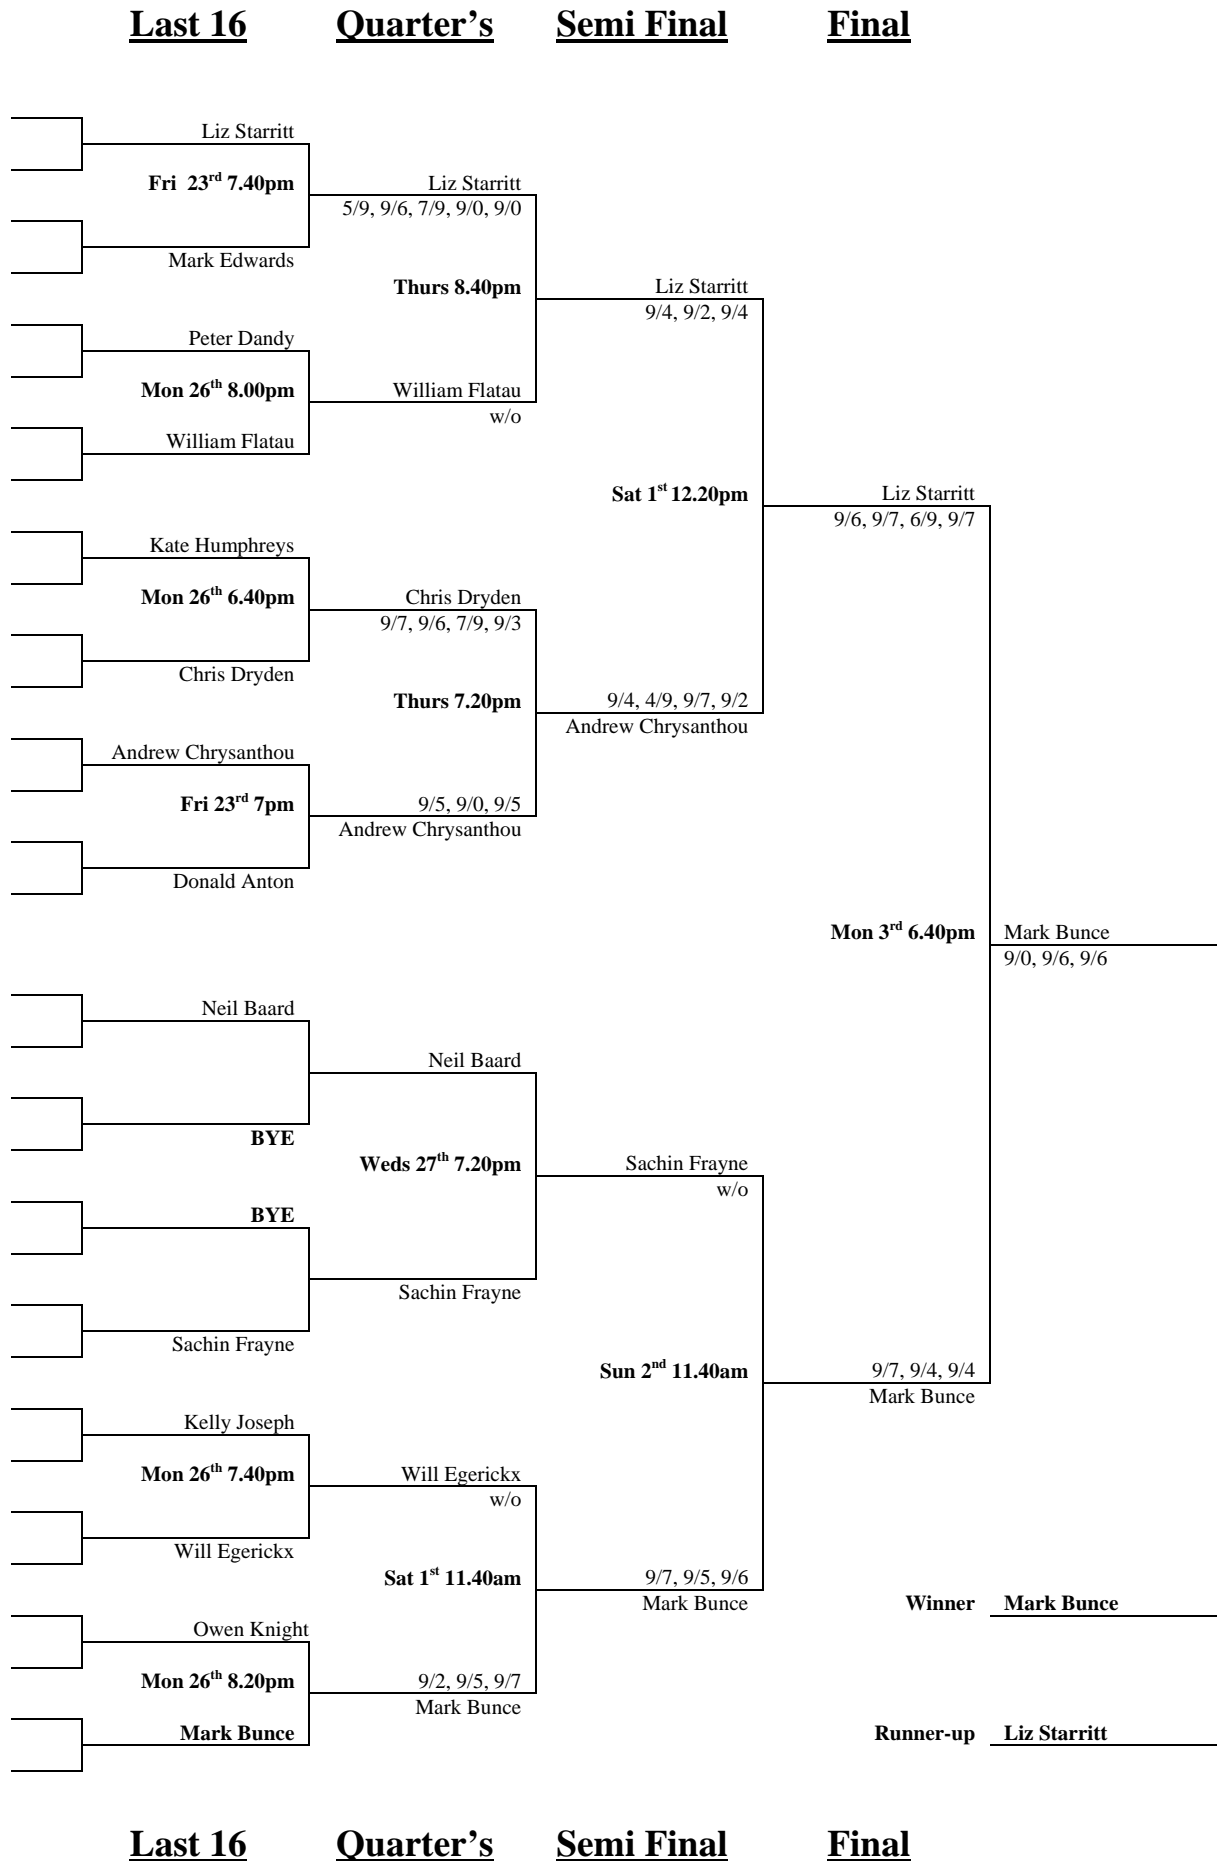 Last 16 Quarter’s Semi Final Final
Liz Starritt
Fri 23rd 7.40pm Liz Starritt
5/9, 9/6, 7/9, 9/0, 9/0
Mark Edwards
Thurs 8.40pm Liz Starritt
9/4, 9/2, 9/4
Peter Dandy
Mon 26th 8.00pm William Flatau
w/o
William Flatau
Sat 1st 12.20pm Liz Starritt
9/6, 9/7, 6/9, 9/7
Kate Humphreys
Mon 26th 6.40pm Chris Dryden
9/7, 9/6, 7/9, 9/3
Chris Dryden
Thurs 7.20pm 9/4, 4/9, 9/7, 9/2
Andrew Chrysanthou
Andrew Chrysanthou
Fri 23rd 7pm 9/5, 9/0, 9/5
Andrew Chrysanthou
Donald Anton
Mon 3rd 6.40pm Mark Bunce
9/0, 9/6, 9/6
Neil Baard
Neil Baard
BYE
Weds 27th 7.20pm Sachin Frayne
w/o
BYE
Sachin Frayne
Sachin Frayne
Sun 2nd 11.40am 9/7, 9/4, 9/4
Mark Bunce
Kelly Joseph
Mon 26th 7.40pm Will Egerickx
w/o
Will Egerickx
Sat 1st 11.40am 9/7, 9/5, 9/6
Mark Bunce
Winner Mark Bunce
Owen Knight
Mon 26th 8.20pm 9/2, 9/5, 9/7
Mark Bunce
Mark Bunce
Runner-up Liz Starritt
Last 16 Quarter’s Semi Final Final